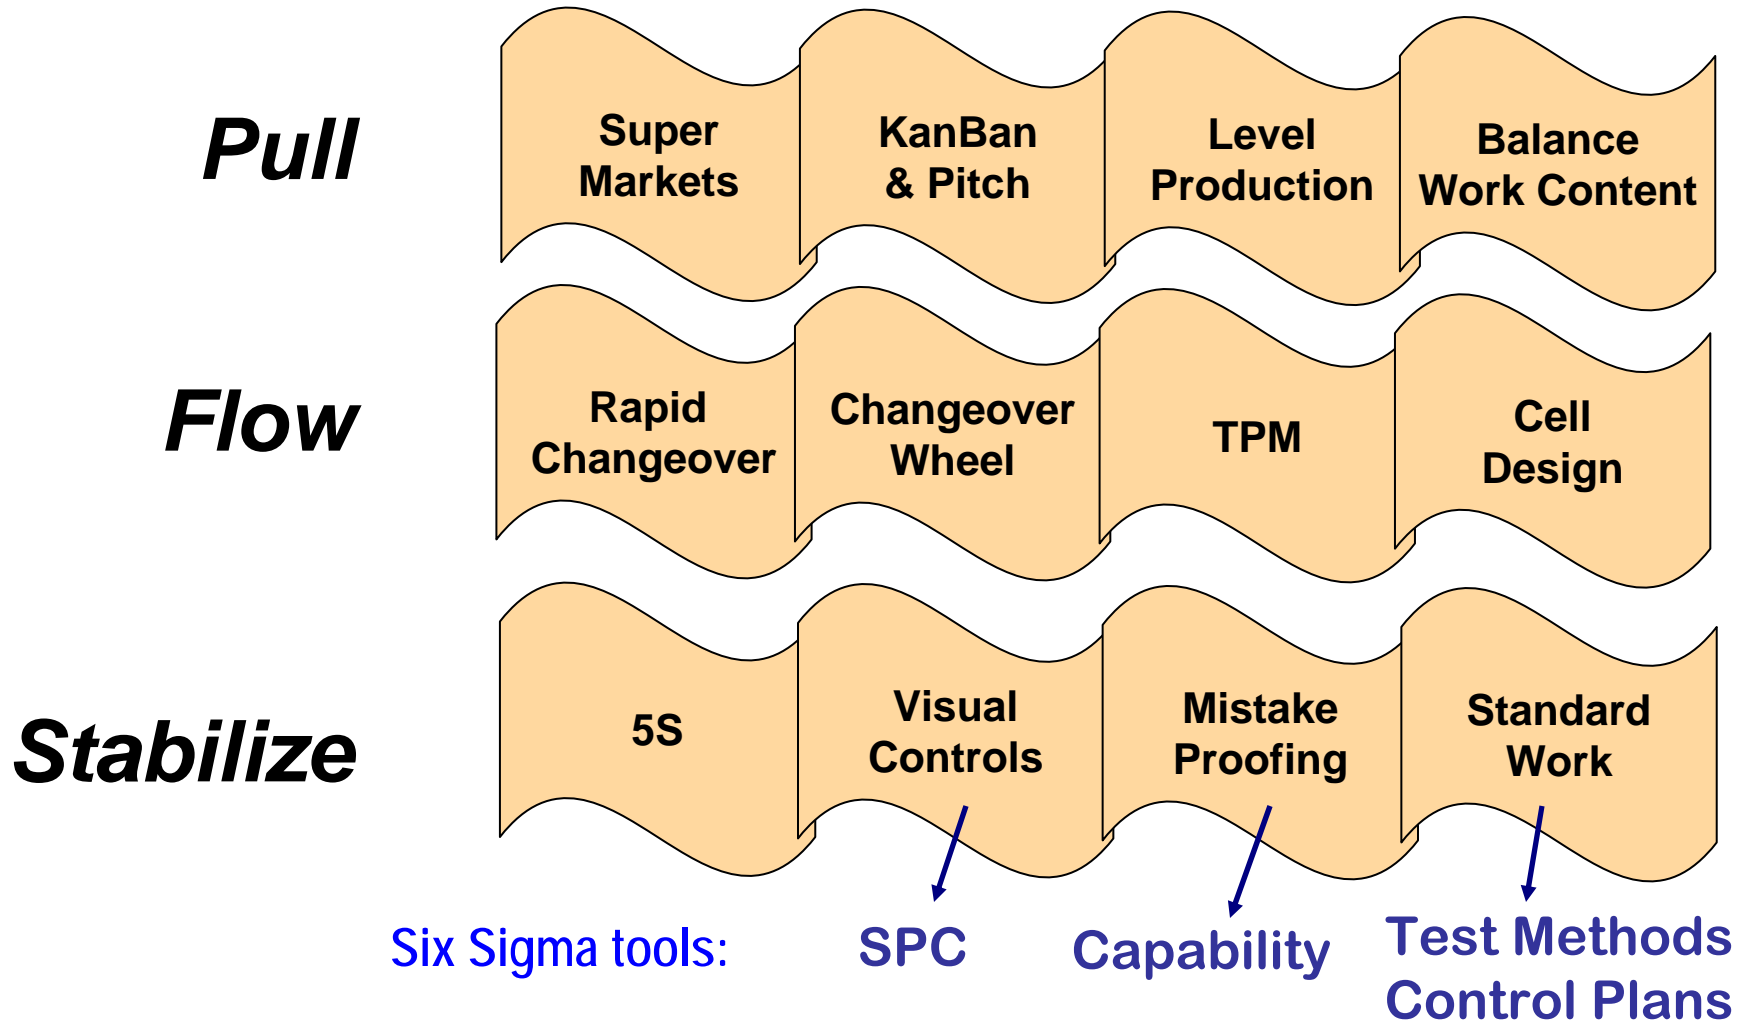 Pull
Super
Markets
KanBan
& Pitch
Level
Production
Balance
Work Content
Flow
Rapid
Changeover
Changeover
Wheel
TPM
Cell
Design
Stabilize
5S
Visual
Controls
Mistake
Proofing
Standard
Work
Six Sigma tools:
SPC
Capability
Test Methods
Control Plans